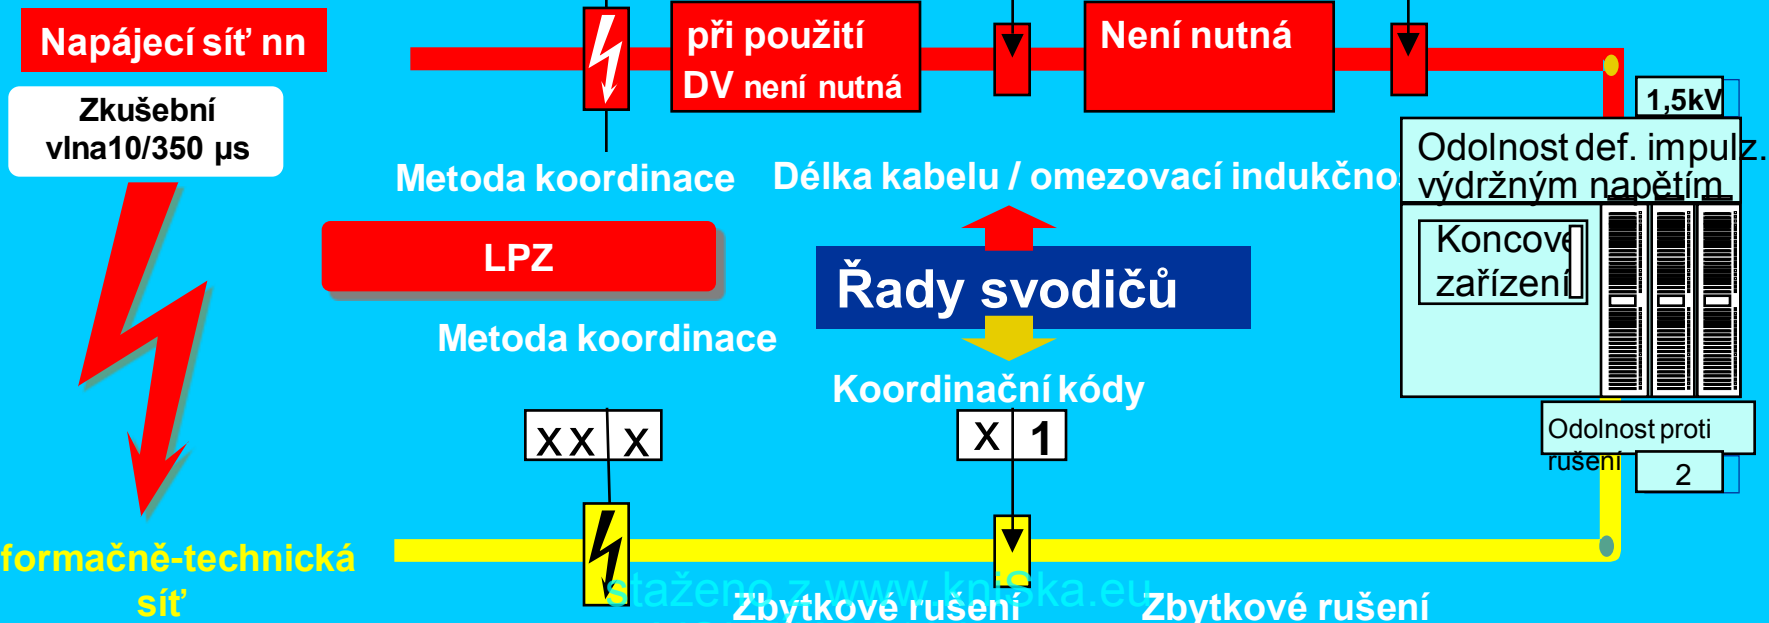 Napájecí síť nn
při použití
DV není nutná
Není nutná
1,5kV
Zkušební
vlna10/350 µs
Odolnost def. impulz.
výdržným napětím
Metoda koordinace
Délka kabelu / omezovací indukčno
LPZ
Řady svodičů
Koncové
zařízení
Metoda koordinace
Koordinační kódy
X X X
X 1
Odolnost proti
rušení
2
formačně-technická
síť
staženo z www.kniSka.eu
Zbytkové rušení
Zbytkové rušení